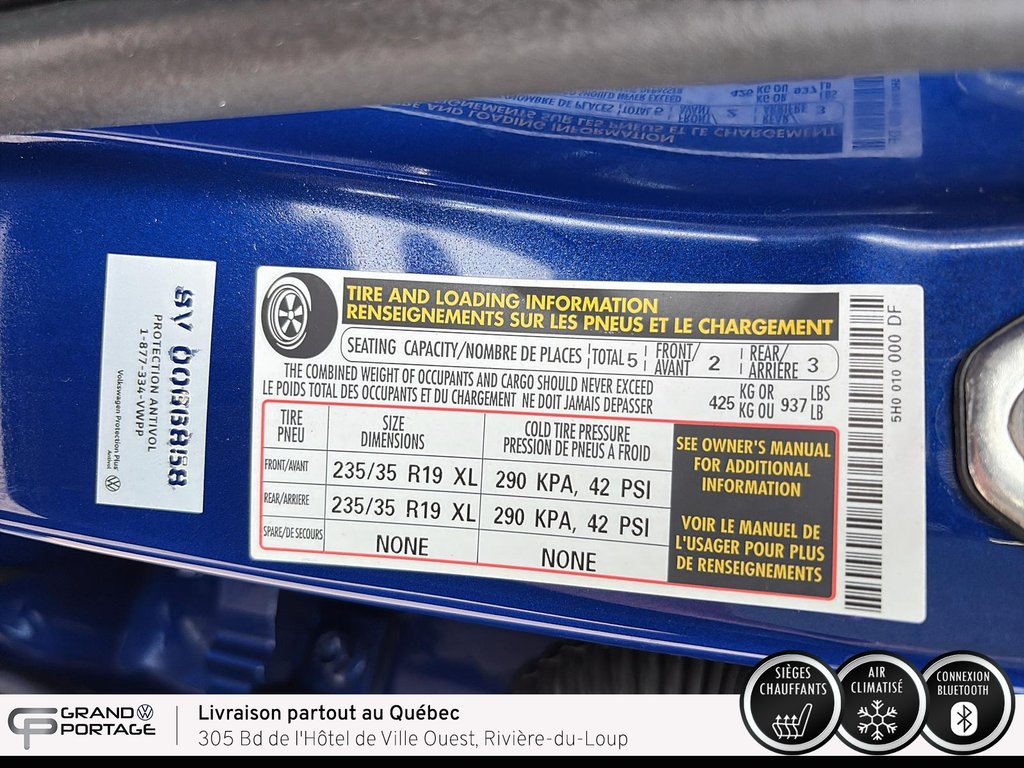 TIRE AND LOADING INFORMATION
RENSEIGNEMENTS SUR LES PNEUS ET LE CHARGEMENT
SEATING CAPACITY/NOMBRE DE PLACES TOTAL 5 FRONT/AVANT 2 REAR/ARRIÈRE 3
THE COMBINED WEIGHT OF OCCUPANTS AND CARGO SHOULD NEVER EXCEED
LE POIDS TOTAL DES OCCUPANTS ET DU CHARGEMENT NE DOIT JAMAIS DEPASSER
425 KG OR 937 LBS
KG OU LB
TIRE PNEU
SIZE DIMENSIONS
COLD TIRE PRESSURE
PRESSION DE PNEUS A FROID
FRONT/AVANT 235/35 R19 XL 290 KPA, 42 PSI
REAR/ARRIERE 235/35 R19 XL 290 KPA, 42 PSI
SPARE/DE SECOURS NONE NONE
SEE OWNER'S MANUAL
FOR ADDITIONAL
INFORMATION
VOIR LE MANUEL DE
L'USAGER POUR PLUS
DE RENSEIGNEMENTS
5H0 010 000 DF
PROTECTION ANTIVOL
1-877-334-VWPP
Volkswagen Protection Plus
Antivol
SIÈGES
CHAUFFANTS
AIR
CLIMATISÉ
CONNEXION
BLUETOOTH
GRAND
PORTAGE
Livraison partout au Québec
305 Bd de l'Hôtel de Ville Ouest, Rivière-du-Loup